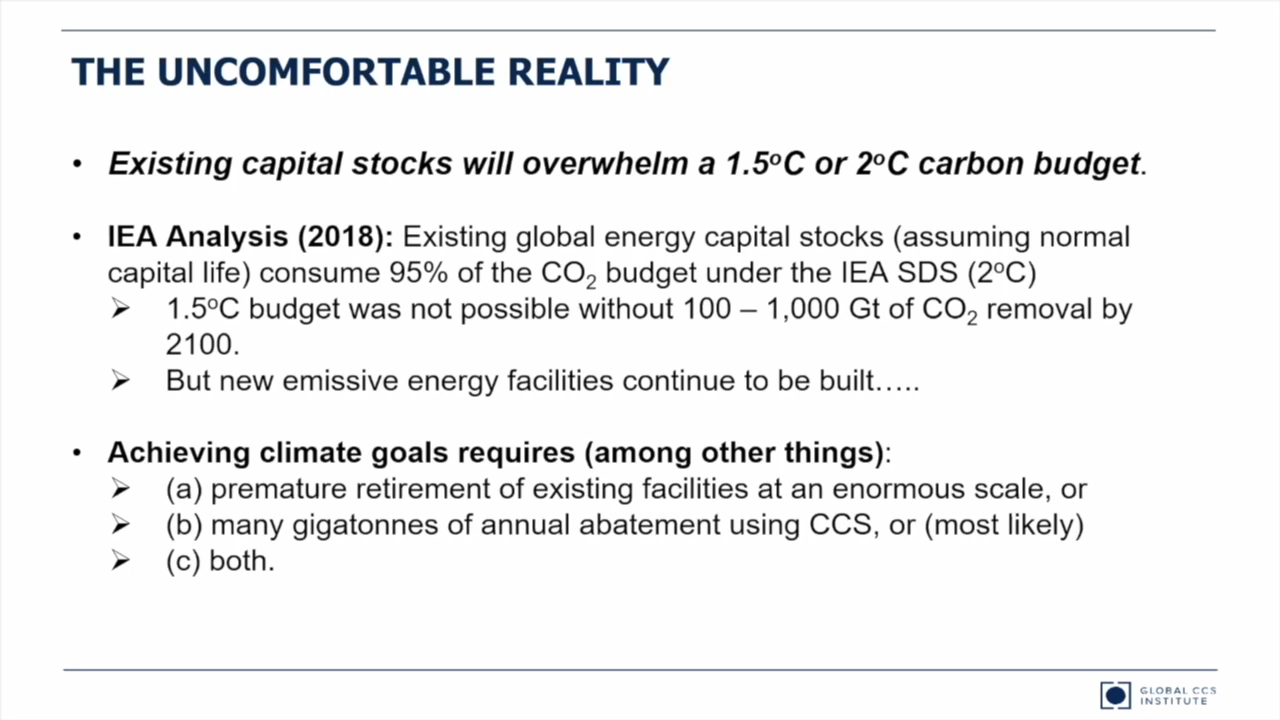 THE UNCOMFORTABLE REALITY
• Existing capital stocks will overwhelm a 1.5ºC or 2ºC carbon budget.
• IEA Analysis (2018): Existing global energy capital stocks (assuming normal
capital life) consume 95% of the CO₂ budget under the IEA SDS (2ºC)
➢ 1.5ºC budget was not possible without 100 – 1,000 Gt of CO₂ removal by
2100.
➢ But new emissive energy facilities continue to be built…..
• Achieving climate goals requires (among other things):
➢ (a) premature retirement of existing facilities at an enormous scale, or
➢ (b) many gigatonnes of annual abatement using CCS, or (most likely)
➢ (c) both.
GLOBAL CCS
INSTITUTE